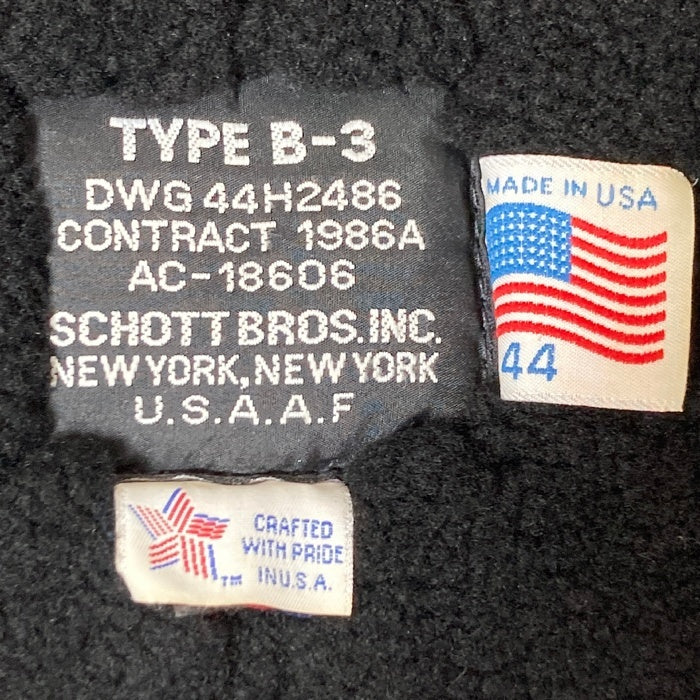 TYPE B-3
DWG 44H2486
CONTRACT 1986A
AC-18606
SCHOTT BROS.INC.
NEW YORK, NEW YORK
U.S.A.A.F
MADE IN USA
44
CRAFTED
WITH PRIDE
IN U.S.A.
TM